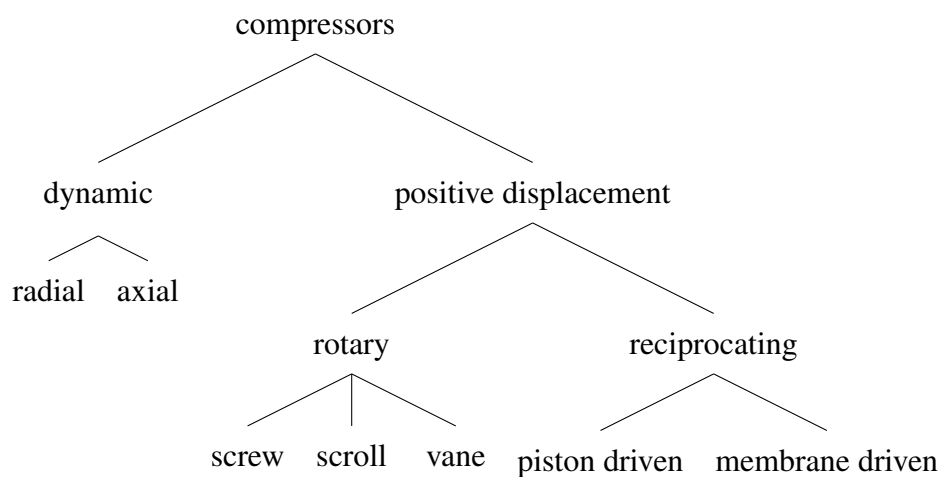 compressors
dynamic positive displacement
radial axial
rotary reciprocating
screw scroll vane piston driven membrane driven